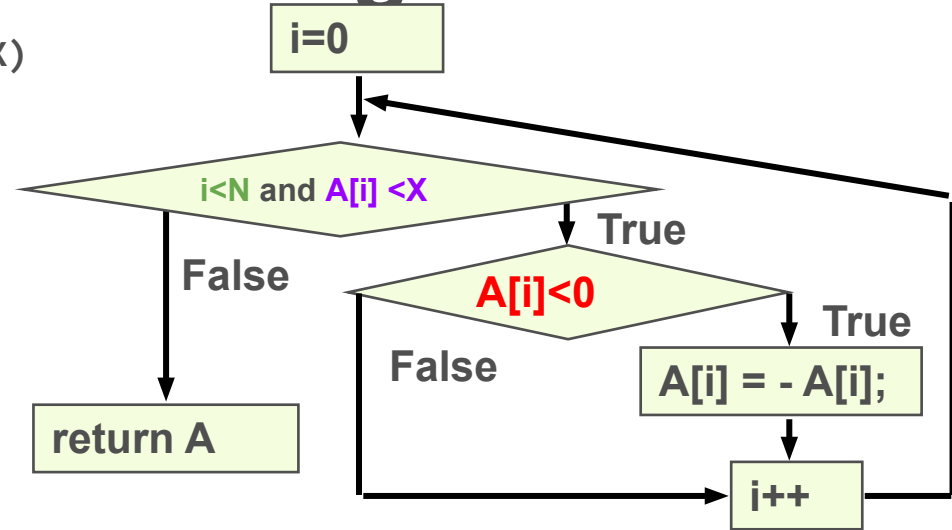 i=0
X)
i<N and A[i] <X
True
False
A[i]<0
True
False
A[i] = - A[i];
return A
i++